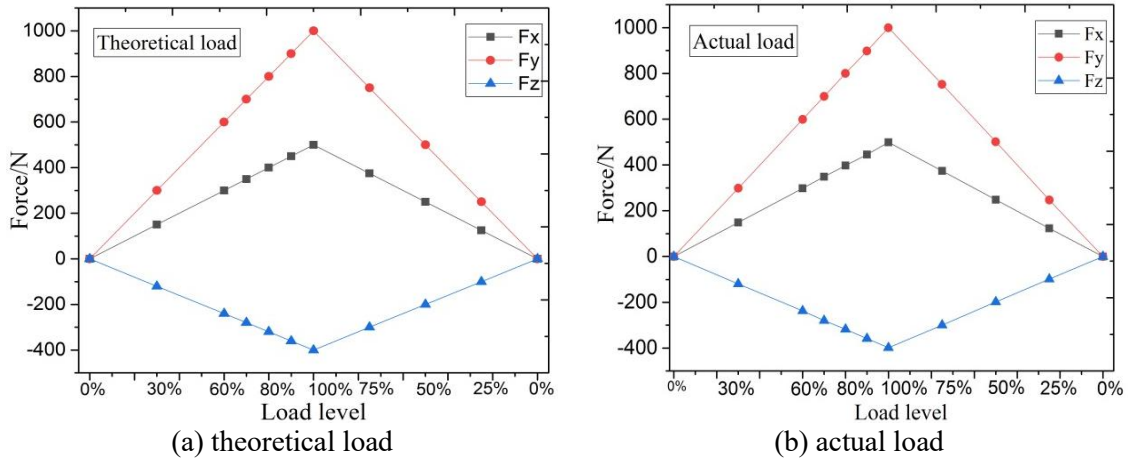 Theoretical load
Fx
Fy
Fz
1000
800
600
400
200
0
-200
-400
Force/N
0% 30% 60% 80% 100% 75% 50% 25% 0%
Load level
(a) theoretical load
Actual load
Fx
Fy
Fz
1000
800
600
400
200
0
-200
-400
Force/N
0% 30% 60% 80% 100% 75% 50% 25% 0%
Load level
(b) actual load